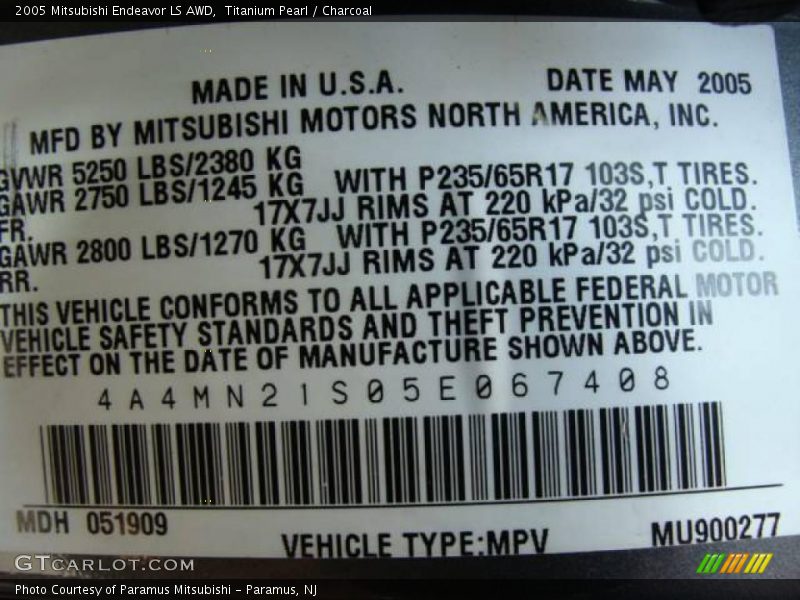 2005 Mitsubishi Endeavor LS AWD, Titanium Pearl / Charcoal
MADE IN U.S.A. DATE MAY 2005
MFD BY MITSUBISHI MOTORS NORTH AMERICA, INC.
GVWR 5250 LBS/2380 KG
GAWR 2750 LBS/1245 KG WITH P235/65R17 103S,T TIRES.
FR. 17X7JJ RIMS AT 220 kPa/32 psi COLD.
GAWR 2800 LBS/1270 KG WITH P235/65R17 103S,T TIRES.
RR. 17X7JJ RIMS AT 220 kPa/32 psi COLD.
THIS VEHICLE CONFORMS TO ALL APPLICABLE FEDERAL MOTOR
VEHICLE SAFETY STANDARDS AND THEFT PREVENTION IN
EFFECT ON THE DATE OF MANUFACTURE SHOWN ABOVE.
4A4MN21S05E067408
MDH 051909 VEHICLE TYPE:MPV MU900277
GTCARLOT.COM
Photo Courtesy of Paramus Mitsubishi - Paramus, NJ